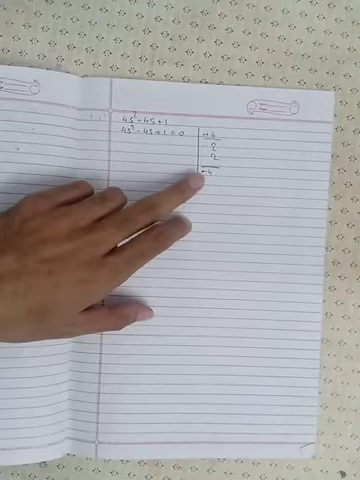 4s² - 4s + 1
4s² - 4s + 1 = 0
+4
2
2
-4